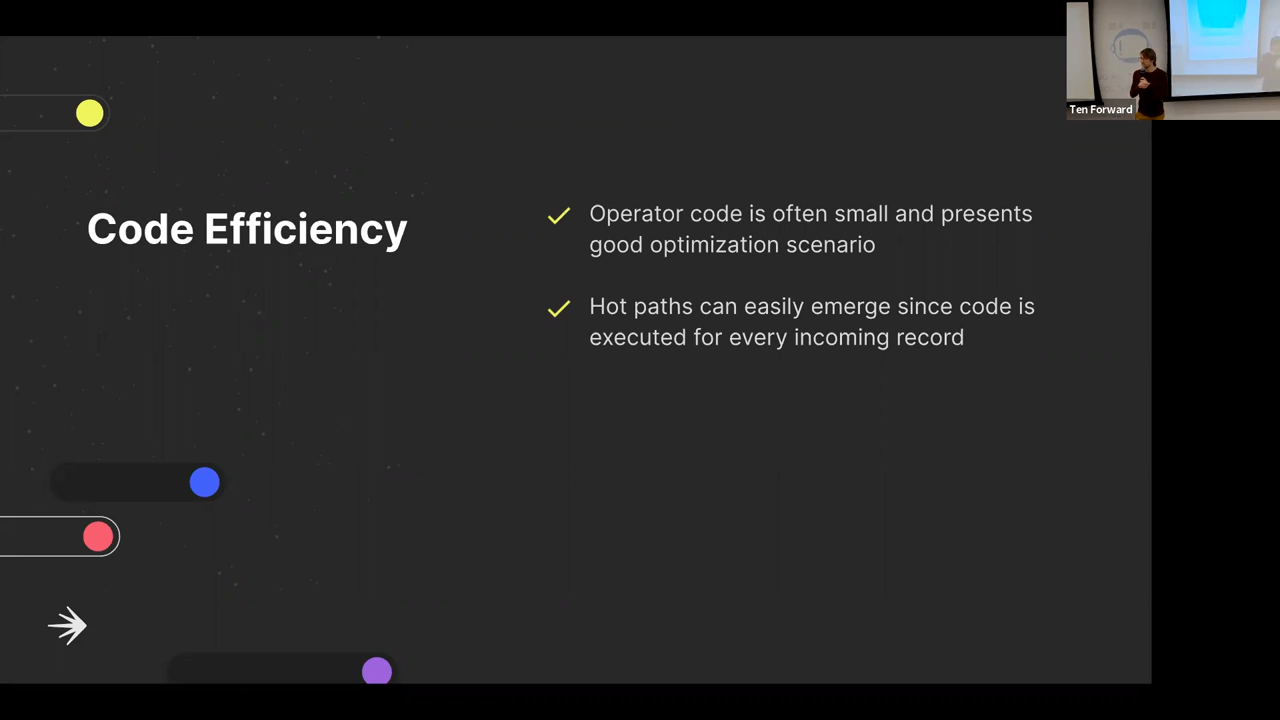 Ten Forward
Code Efficiency
Operator code is often small and presents
good optimization scenario
Hot paths can easily emerge since code is
executed for every incoming record